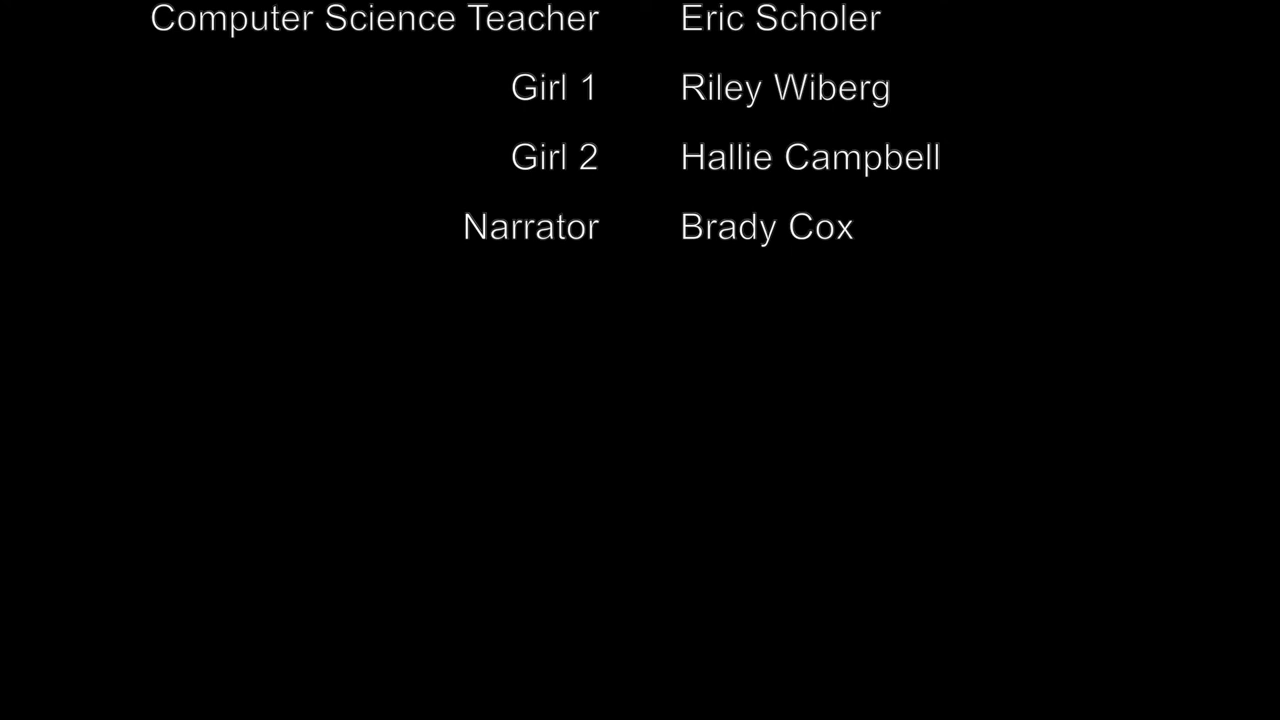 Computer Science Teacher Eric Scholer
Girl 1 Riley Wiberg
Girl 2 Hallie Campbell
Narrator Brady Cox